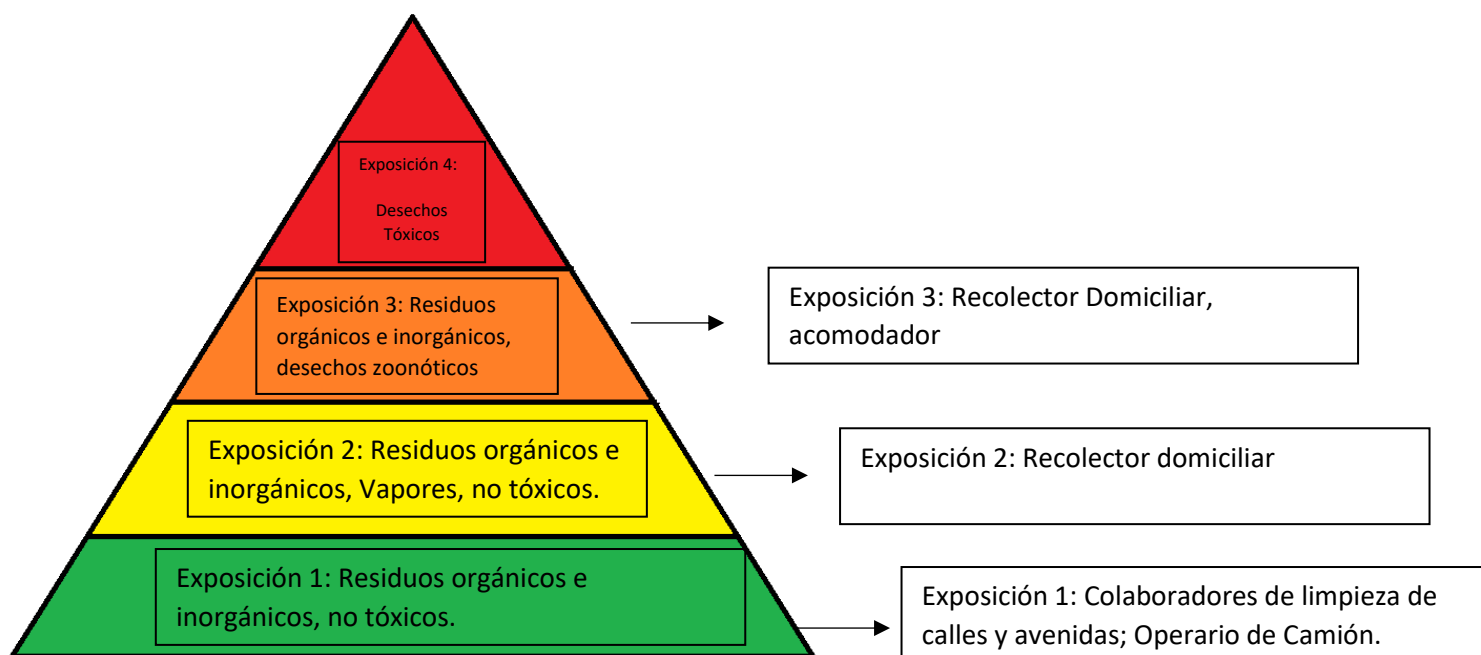 Exposición 4:
Desechos
Tóxicos
Exposición 3: Residuos
orgánicos e inorgánicos,
desechos zoonóticos
Exposición 3: Recolector Domiciliar,
acomodador
Exposición 2: Residuos orgánicos e
inorgánicos, Vapores, no tóxicos.
Exposición 2: Recolector domiciliar
Exposición 1: Residuos orgánicos e
inorgánicos, no tóxicos.
Exposición 1: Colaboradores de limpieza de
calles y avenidas; Operario de Camión.